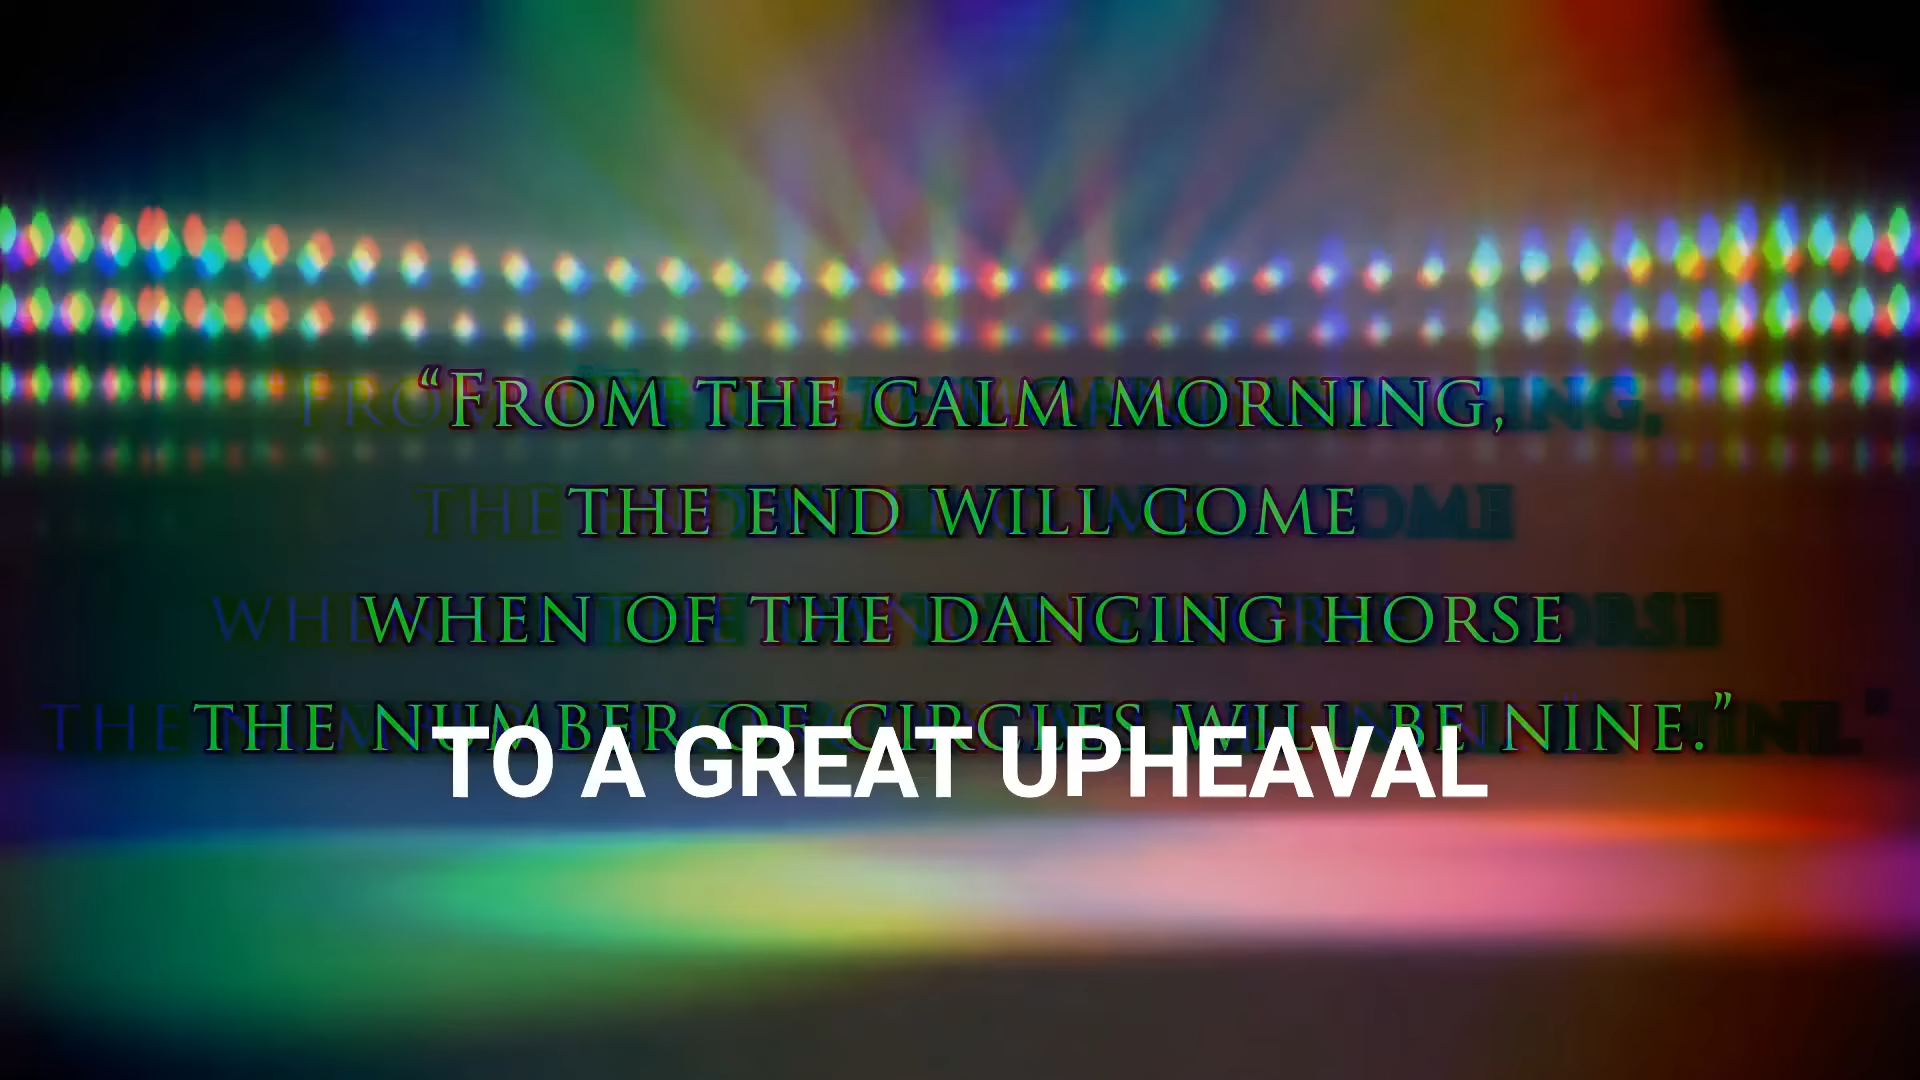 “FROM THE CALM MORNING,
THE END WILL COME
WHEN OF THE DANCING HORSE
THE NUMBER OF CIRCLES WILL BE NINE.”
TO A GREAT UPHEAVAL